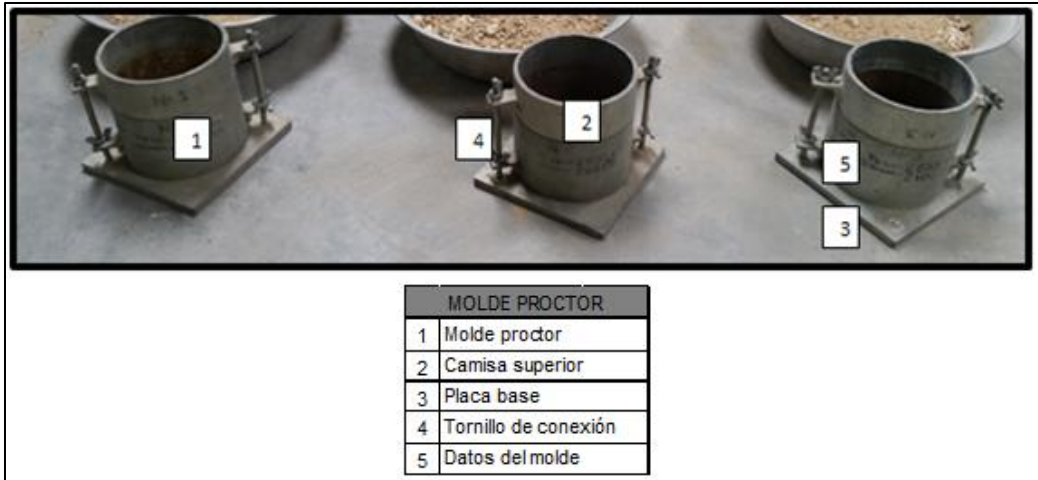 1
2
4
5
3
MOLDE PROCTOR
1 Molde proctor
2 Camisa superior
3 Placa base
4 Tornillo de conexión
5 Datos del molde